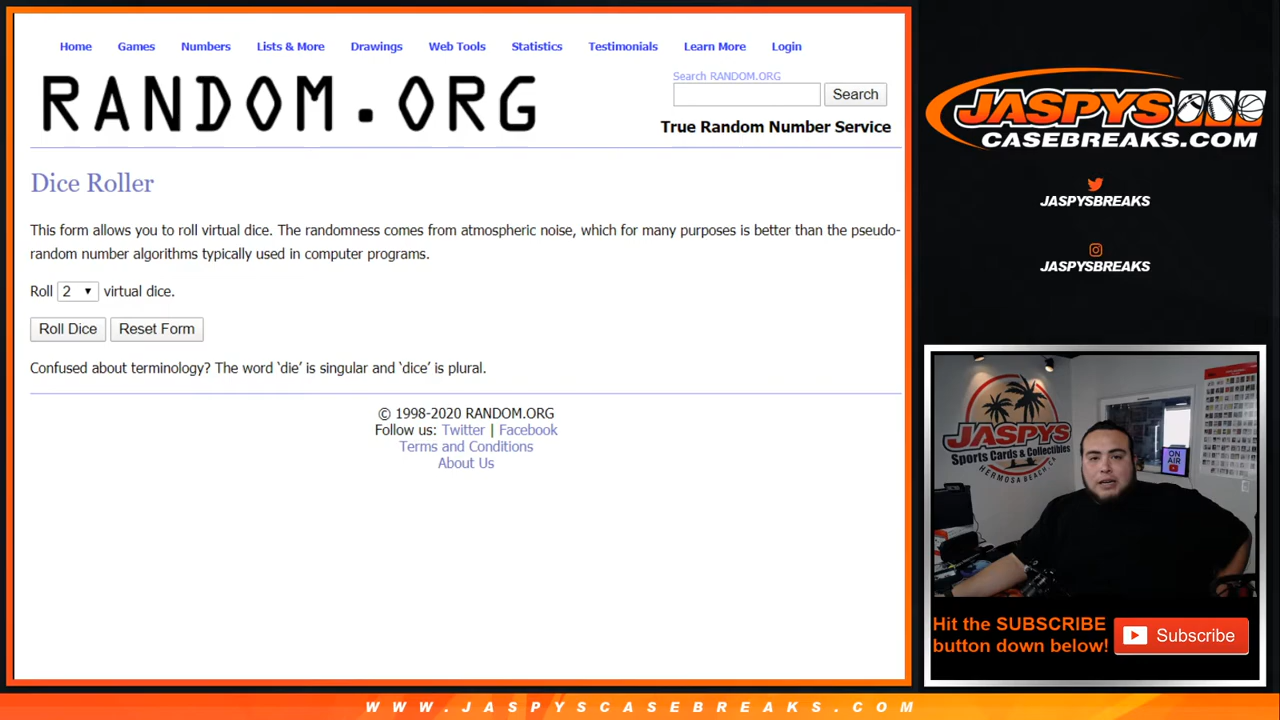 Home Games Numbers Lists & More Drawings Web Tools Statistics Testimonials Learn More Login
RANDOM.ORG
Search RANDOM.ORG
Search
True Random Number Service
Dice Roller
This form allows you to roll virtual dice. The randomness comes from atmospheric noise, which for many purposes is better than the pseudo-
random number algorithms typically used in computer programs.
Roll 2 virtual dice.
Roll Dice Reset Form
Confused about terminology? The word ‘die’ is singular and ‘dice’ is plural.
© 1998-2020 RANDOM.ORG
Follow us: Twitter | Facebook
Terms and Conditions
About Us
JASPYS
CASEBREAKS.COM
JASPYSBREAKS
JASPYSBREAKS
JASPYS
Sports Cards & Collectibles
HERMOSA BEACH CA
ON
AIR
Hit the SUBSCRIBE
button down below!
Subscribe
WWW.JASPYSCASEBREAKS.COM